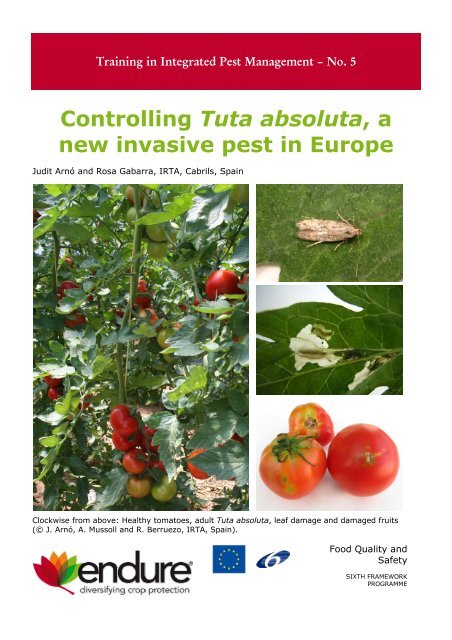 Training in Integrated Pest Management – No. 5
Controlling Tuta absoluta, a
new invasive pest in Europe
Judit Arnó and Rosa Gabarra, IRTA, Cabrils, Spain
Clockwise from above: Healthy tomatoes, adult Tuta absoluta, leaf damage and damaged fruits
(© J. Arnó, A. Mussoll and R. Berruezo, IRTA, Spain).
endure®
diversifying crop protection
6
Food Quality and
Safety
SIXTH FRAMEWORK
PROGRAMME